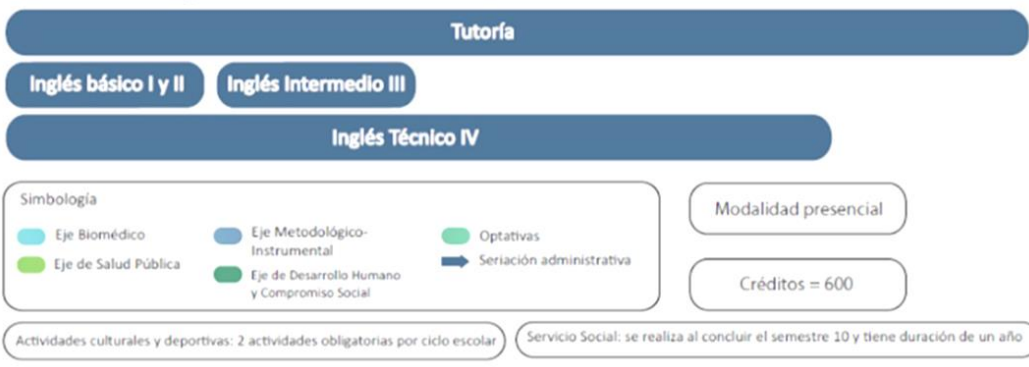 Tutoría
Inglés básico I y II
Inglés Intermedio III
Inglés Técnico IV
Simbología
Eje Biomédico
Eje de Salud Pública
Eje Metodológico-
Instrumental
Eje de Desarrollo Humano
y Compromiso Social
Optativas
Seriación administrativa
Modalidad presencial
Créditos = 600
Actividades culturales y deportivas: 2 actividades obligatorias por ciclo escolar
Servicio Social: se realiza al concluir el semestre 10 y tiene duración de un año